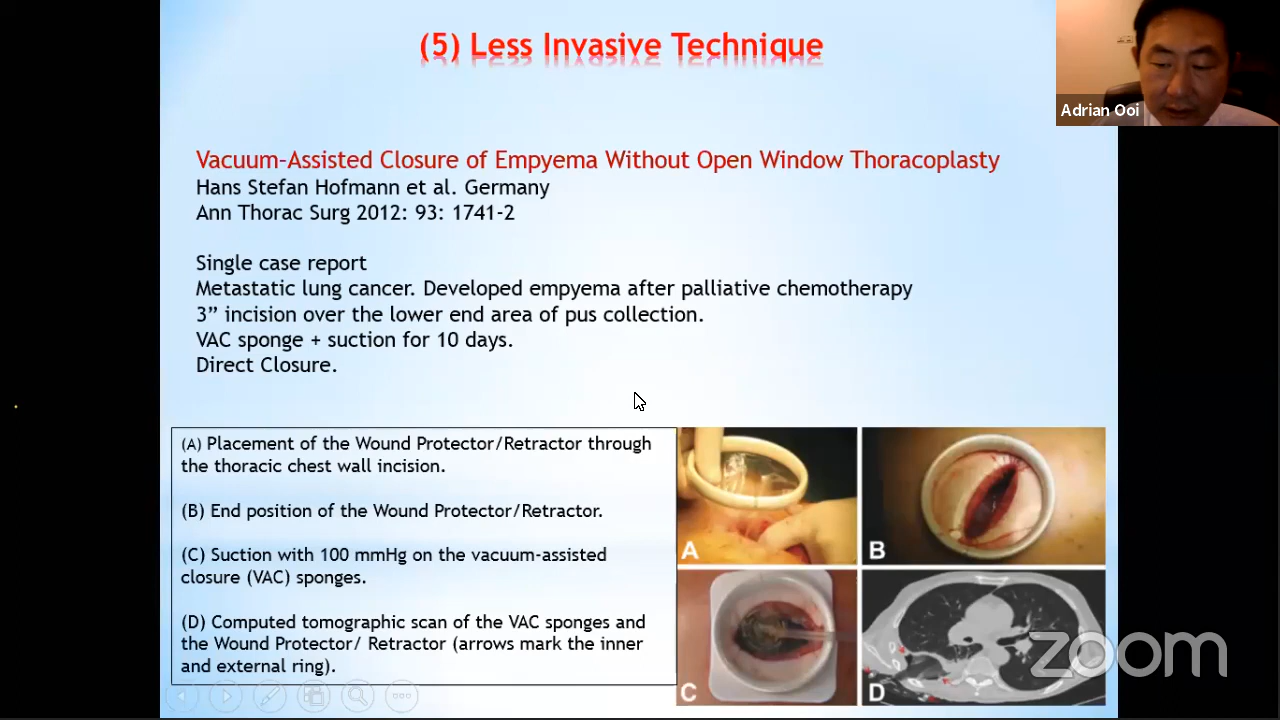 (5) Less Invasive Technique
Adrian Ooi
Vacuum-Assisted Closure of Empyema Without Open Window Thoracoplasty
Hans Stefan Hofmann et al. Germany
Ann Thorac Surg 2012: 93: 1741-2
Single case report
Metastatic lung cancer. Developed empyema after palliative chemotherapy
3” incision over the lower end area of pus collection.
VAC sponge + suction for 10 days.
Direct Closure.
(A) Placement of the Wound Protector/Retractor through
the thoracic chest wall incision.
(B) End position of the Wound Protector/Retractor.
(C) Suction with 100 mmHg on the vacuum-assisted
closure (VAC) sponges.
(D) Computed tomographic scan of the VAC sponges and
the Wound Protector/ Retractor (arrows mark the inner
and external ring).
A
B
C
D
zoom